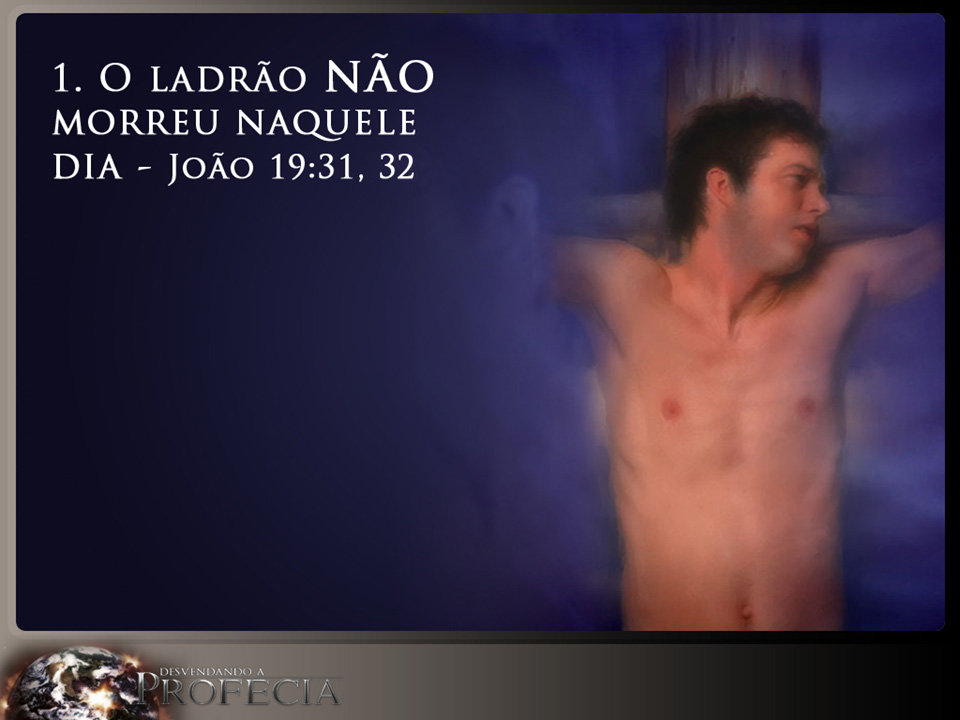 1. O LADRÃO NÃO
MORREU NAQUELE
DIA - JOÃO 19:31, 32
DESVENDANDO A
PROFECIA